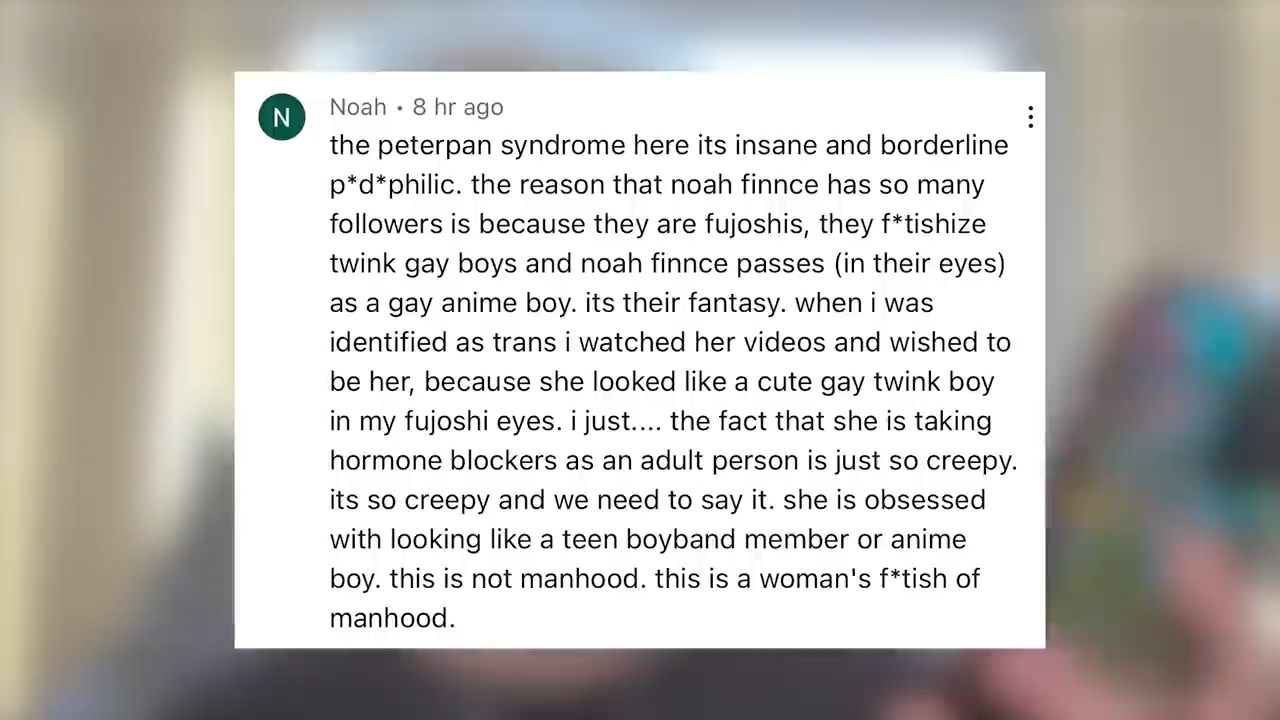 N
Noah • 8 hr ago
the peterpan syndrome here its insane and borderline
p*d*philic. the reason that noah finnce has so many
followers is because they are fujoshis, they f*tishize
twink gay boys and noah finnce passes (in their eyes)
as a gay anime boy. its their fantasy. when i was
identified as trans i watched her videos and wished to
be her, because she looked like a cute gay twink boy
in my fujoshi eyes. i just.... the fact that she is taking
hormone blockers as an adult person is just so creepy.
its so creepy and we need to say it. she is obsessed
with looking like a teen boyband member or anime
boy. this is not manhood. this is a woman's f*tish of
manhood.